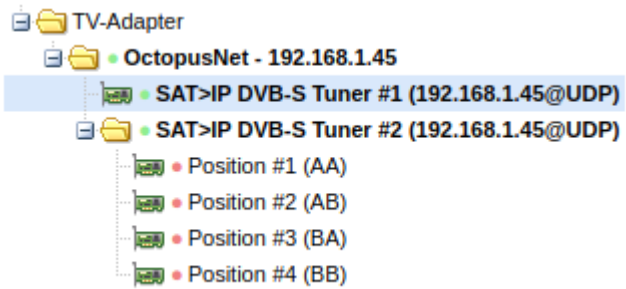 TV-Adapter
OctopusNet - 192.168.1.45
SAT>IP DVB-S Tuner #1 (192.168.1.45@UDP)
SAT>IP DVB-S Tuner #2 (192.168.1.45@UDP)
Position #1 (AA)
Position #2 (AB)
Position #3 (BA)
Position #4 (BB)